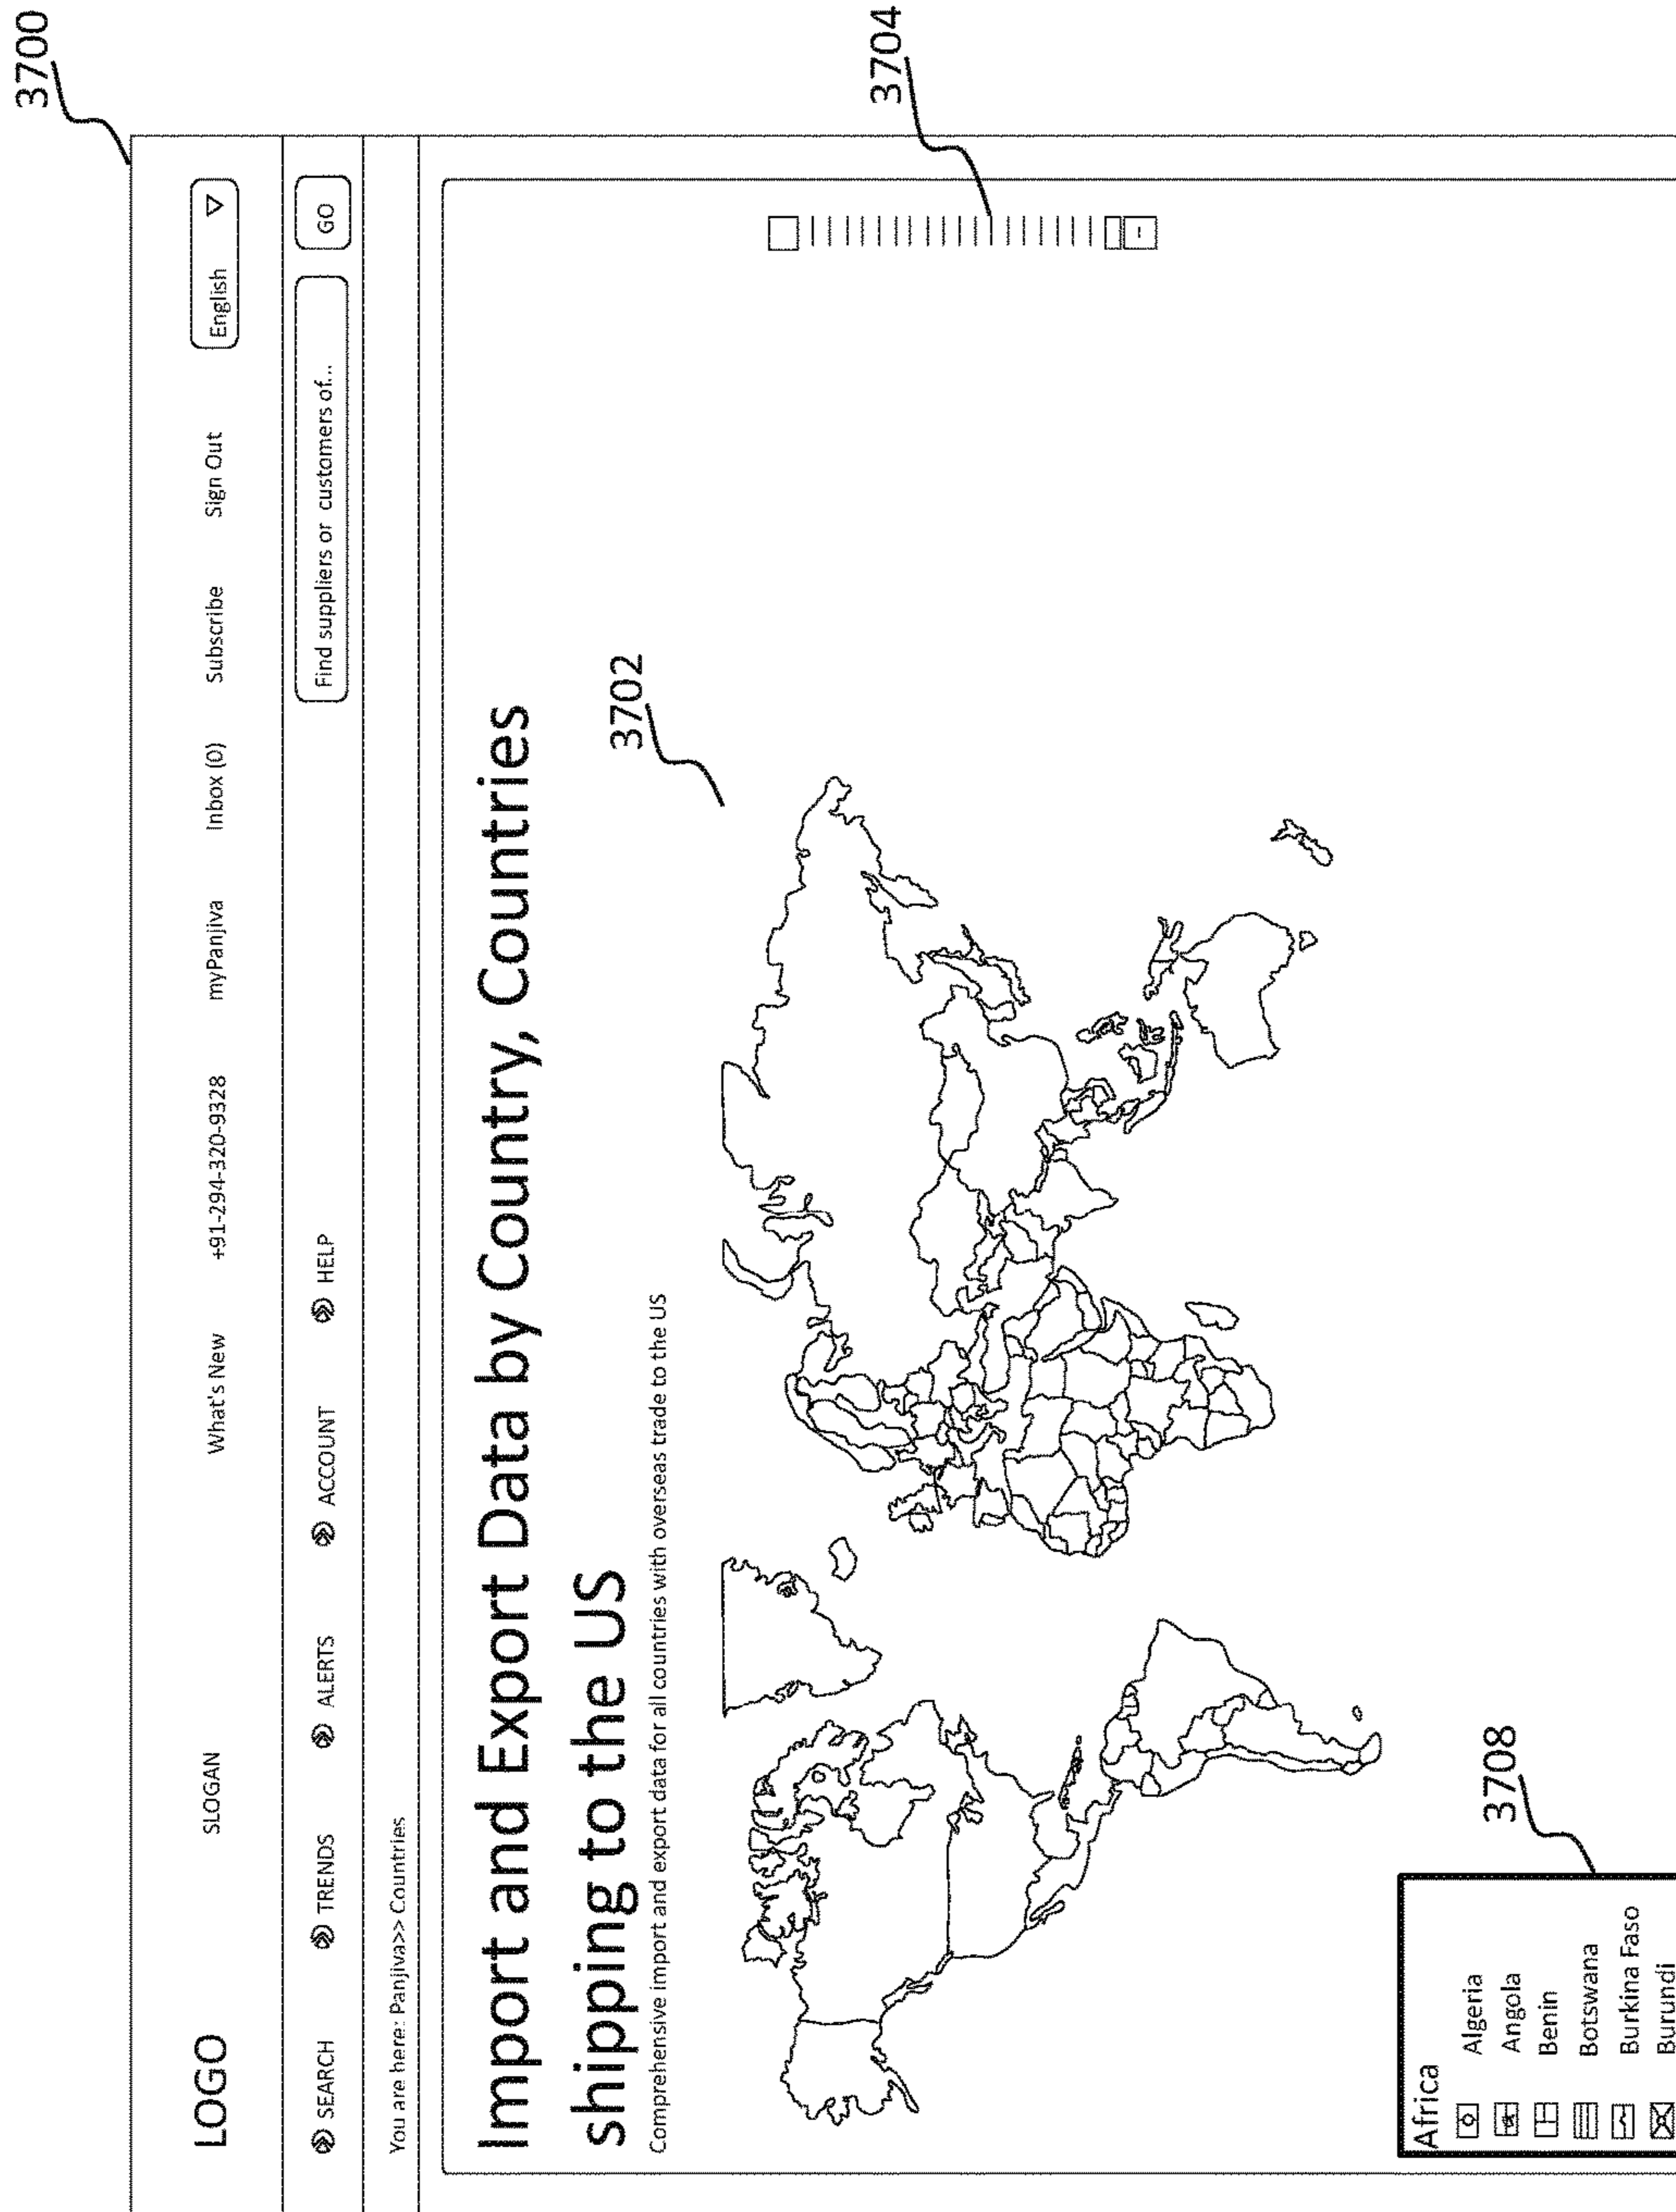 3700
LOGO SLOGAN What's New +91-294-320-9328 myPanjiva Inbox (0) Subscribe Sign Out English
SEARCH TRENDS ALERTS ACCOUNT HELP Find suppliers or customers of... GO
You are here: Panjiva>> Countries
Import and Export Data by Country, Countries
shipping to the US
Comprehensive import and export data for all countries with overseas trade to the US
3702
3704
3708
Africa
Algeria
Angola
Benin
Botswana
Burkina Faso
Burundi